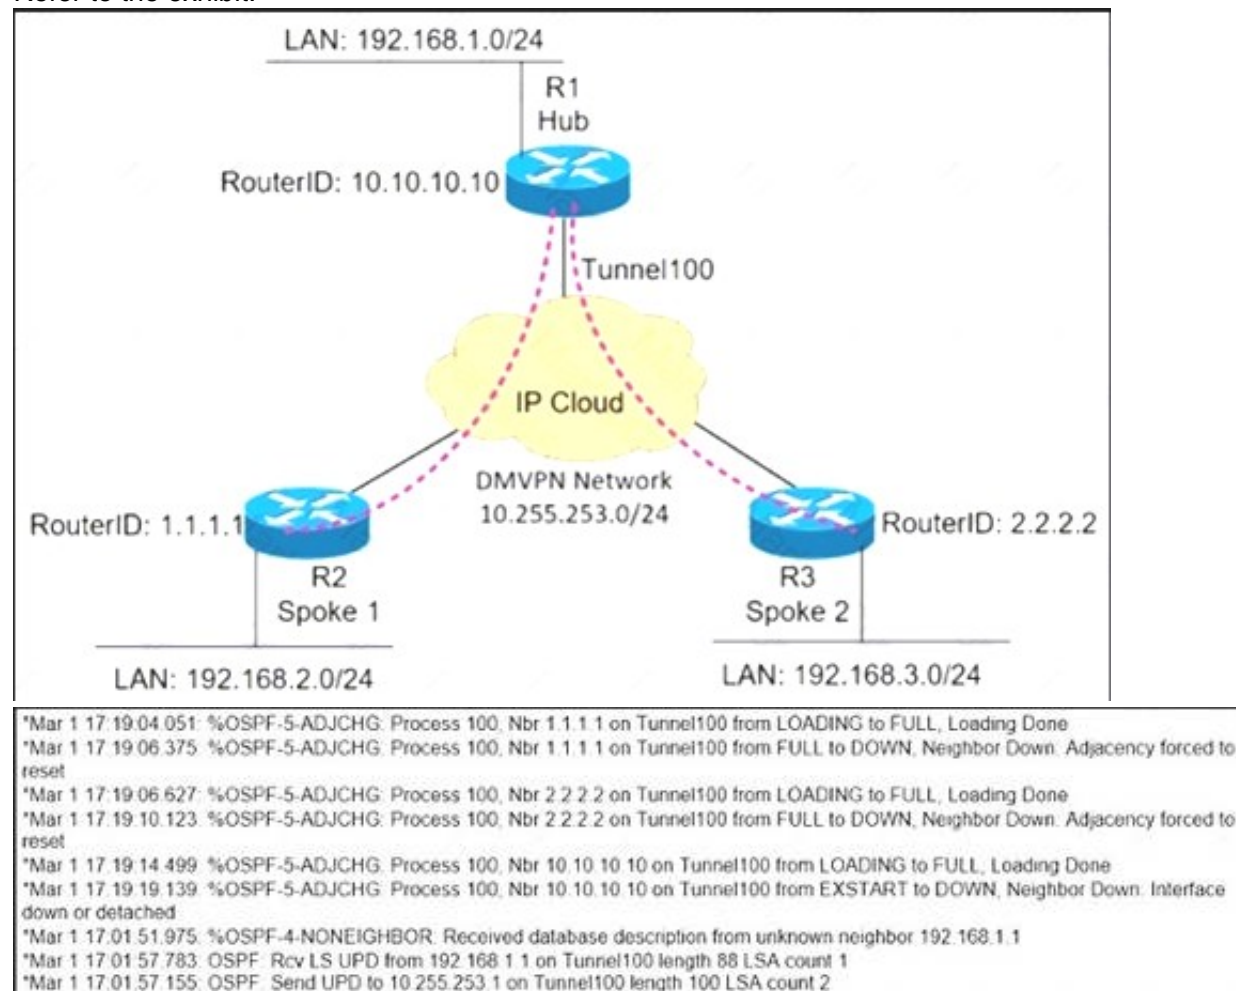 Refer to the exhibit.
LAN: 192.168.1.0/24
R1
Hub
RouterID: 10.10.10.10
Tunnel100
IP Cloud
DMVPN Network
10.255.253.0/24
RouterID: 1.1.1.1
RouterID: 2.2.2.2
R2
Spoke 1
R3
Spoke 2
LAN: 192.168.2.0/24
LAN: 192.168.3.0/24
*Mar 1 17:19:04.051: %OSPF-5-ADJCHG: Process 100, Nbr 1.1.1.1 on Tunnel100 from LOADING to FULL, Loading Done
*Mar 1 17:19:06.375: %OSPF-5-ADJCHG: Process 100, Nbr 1.1.1.1 on Tunnel100 from FULL to DOWN, Neighbor Down: Adjacency forced to
reset
*Mar 1 17:19:06.627: %OSPF-5-ADJCHG: Process 100, Nbr 2.2.2.2 on Tunnel100 from LOADING to FULL, Loading Done
*Mar 1 17:19:10.123: %OSPF-5-ADJCHG: Process 100, Nbr 2.2.2.2 on Tunnel100 from FULL to DOWN, Neighbor Down: Adjacency forced to
reset
*Mar 1 17:19:14.499: %OSPF-5-ADJCHG: Process 100, Nbr 10.10.10.10 on Tunnel100 from LOADING to FULL, Loading Done
*Mar 1 17:19:19.139: %OSPF-5-ADJCHG: Process 100, Nbr 10.10.10.10 on Tunnel100 from EXSTART to DOWN, Neighbor Down: Interface
down or detached
*Mar 1 17:01:51.975: %OSPF-4-NONEIGHBOR: Received database description from unknown neighbor 192.168.1.1
*Mar 1 17:01:57.783: OSPF: Rcv LS UPD from 192.168.1.1 on Tunnel100 length 88 LSA count 1
*Mar 1 17:01:57.155: OSPF: Send UPD to 10.255.253.1 on Tunnel100 length 100 LSA count 2